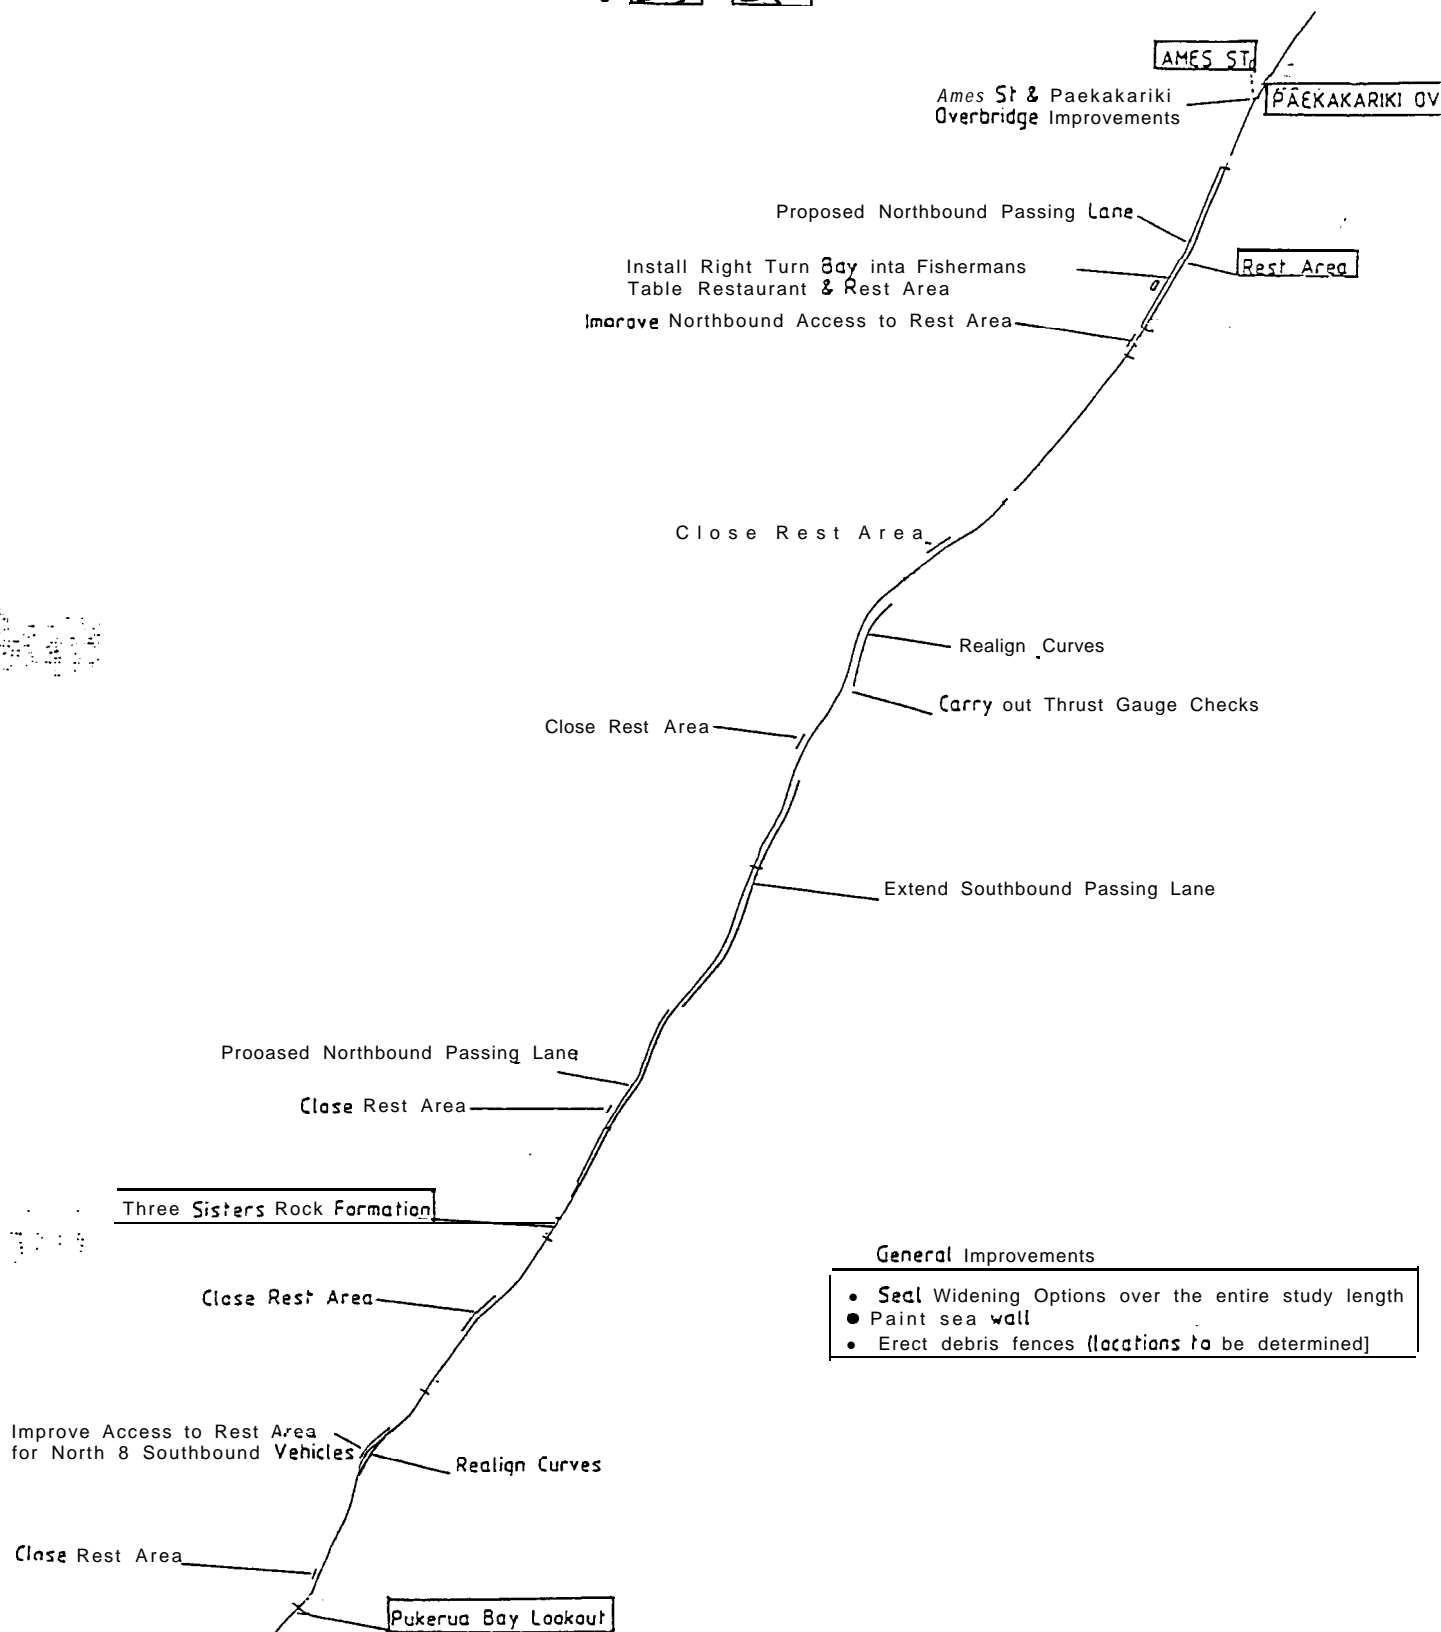 AMES ST
Ames St & Paekakariki
Overbridge Improvements
PAEKAKARIKI OV
Proposed Northbound Passing Lane
Install Right Turn Bay inta Fishermans
Table Restaurant & Rest Area
Rest Area
Imorove Northbound Access to Rest Area
Close Rest Area
Realign Curves
Carry out Thrust Gauge Checks
Close Rest Area
Extend Southbound Passing Lane
Prooased Northbound Passing Lane
Close Rest Area
Three Sisters Rock Formation
General Improvements
• Seal Widening Options over the entire study length
• Paint sea wall
• Erect debris fences (locations to be determined]
Close Rest Area
Improve Access to Rest Area
for North 8 Southbound Vehicles
Realign Curves
Close Rest Area
Pukerua Bay Lookout